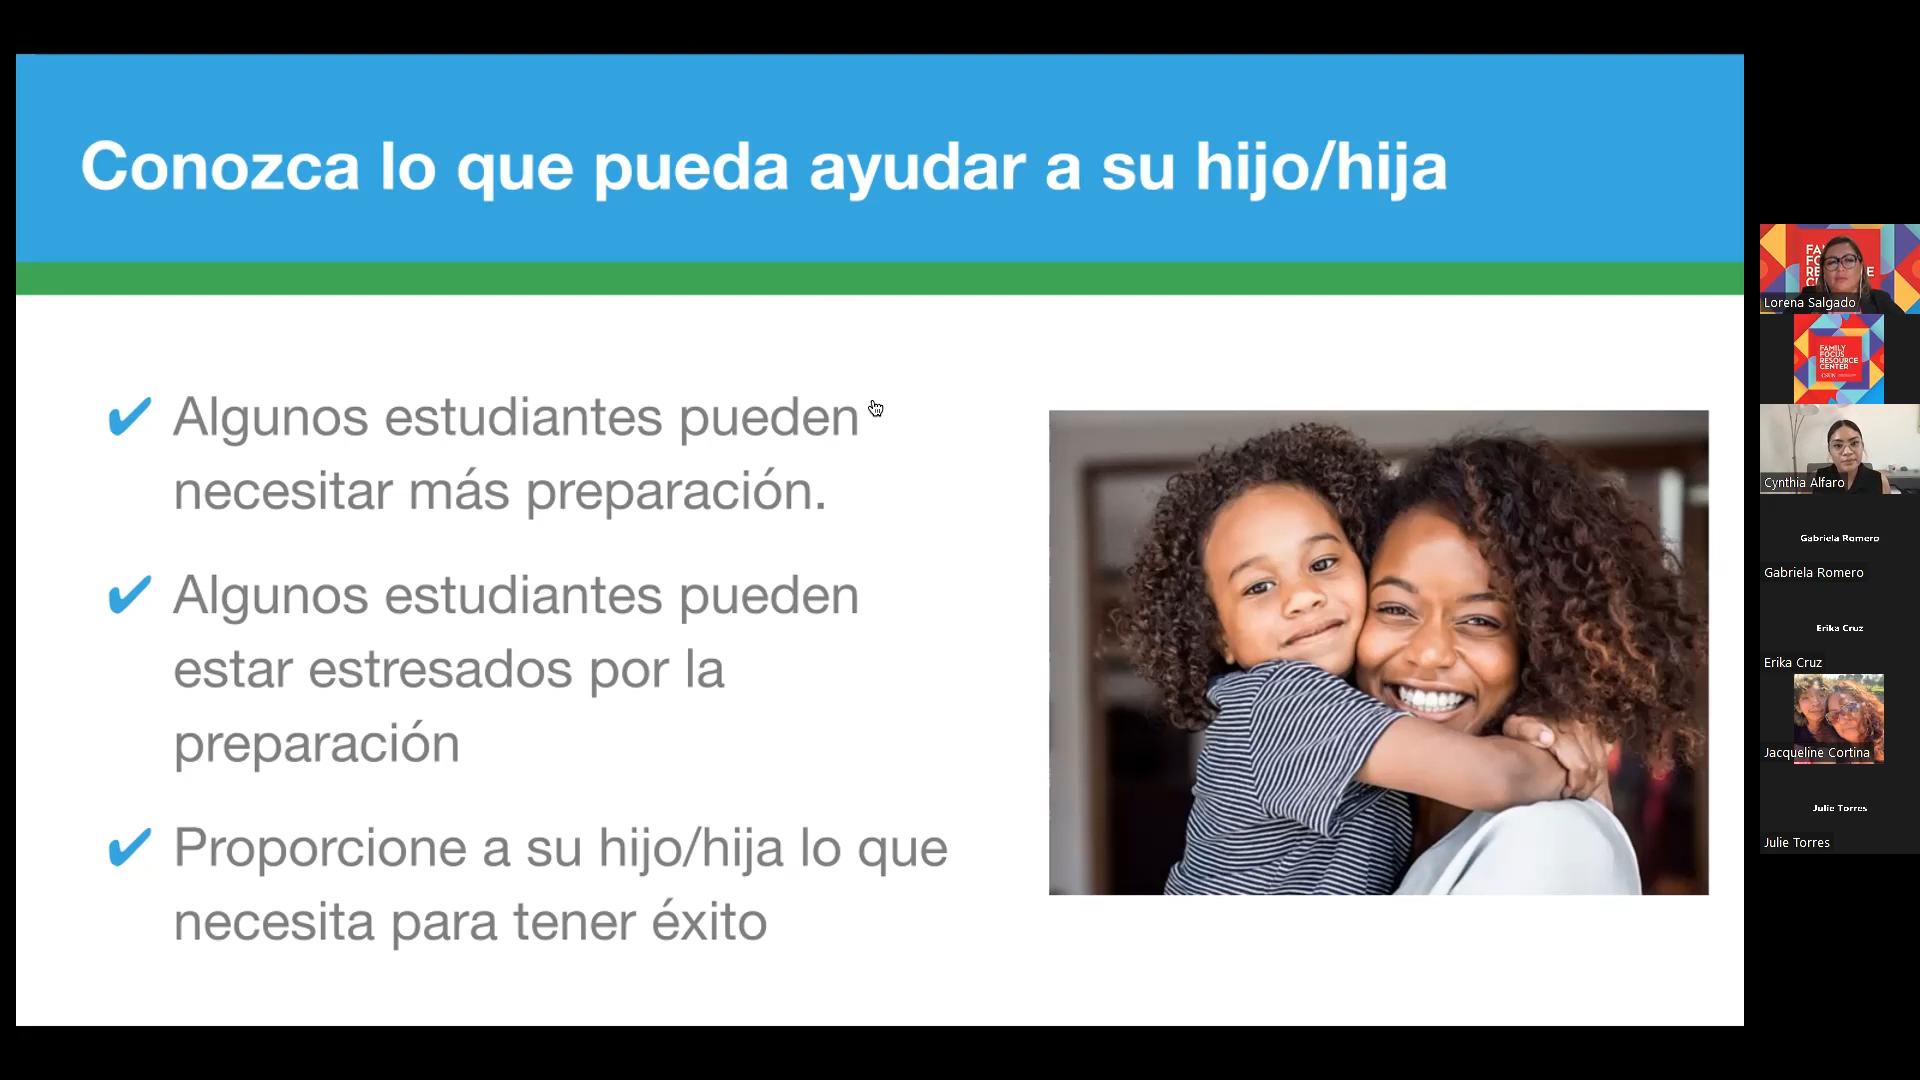 Conozca lo que pueda ayudar a su hijo/hija
✔ Algunos estudiantes pueden
necesitar más preparación.
✔ Algunos estudiantes pueden
estar estresados por la
preparación
✔ Proporcione a su hijo/hija lo que
necesita para tener éxito
Lorena Salgado
FAMILY
FOCUS
RESOURCE
CENTER
CSUN
Cynthia Alfaro
Gabriela Romero
Gabriela Romero
Erika Cruz
Erika Cruz
Jacqueline Cortina
Julie Torres
Julie Torres